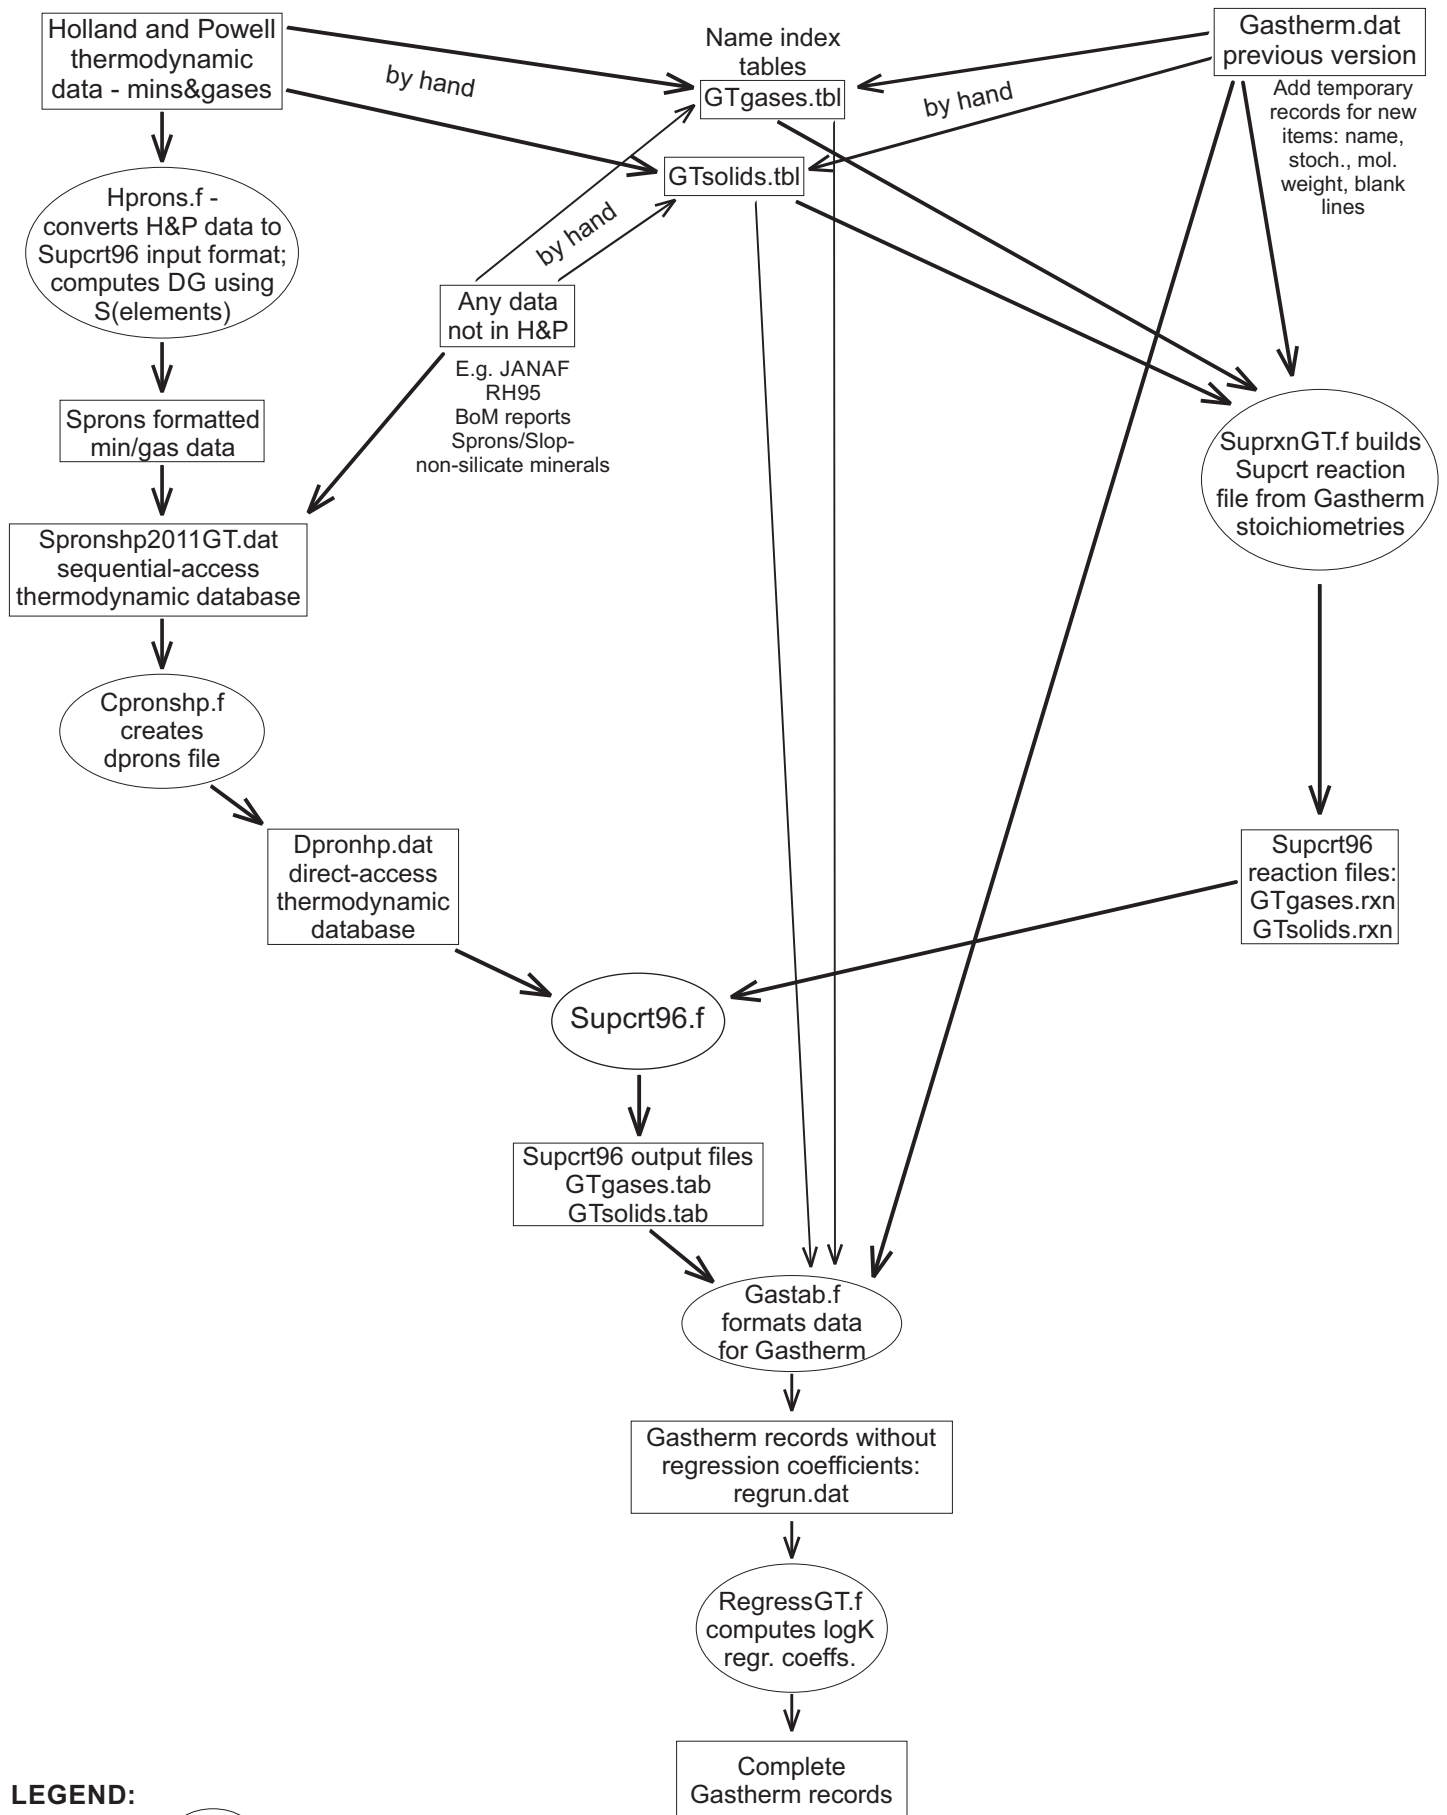 Holland and Powell
thermodynamic
data - mins&gases
by hand
Name index
tables
GTgases.tbl
by hand
Gastherm.dat
previous version
Add temporary
records for new
items: name,
stoch., mol.
weight, blank
lines
GTsolids.tbl
by hand
Hprons.f -
converts H&P data to
Supcrt96 input format;
computes DG using
S(elements)
Any data
not in H&P
E.g. JANAF
RH95
BoM reports
Sprons/Slop-
non-silicate minerals
Sprons formatted
min/gas data
SuprxnGT.f builds
Supcrt reaction
file from Gastherm
stoichiometries
Spronshp2011GT.dat
sequential-access
thermodynamic database
Cpronshp.f
creates
dprons file
Dpronhp.dat
direct-access
thermodynamic
database
Supcrt96
reaction files:
GTgases.rxn
GTsolids.rxn
Supcrt96.f
Supcrt96 output files
GTgases.tab
GTsolids.tab
Gastab.f
formats data
for Gastherm
Gastherm records without
regression coefficients:
regrun.dat
RegressGT.f
computes logK
regr. coeffs.
Complete
Gastherm records
LEGEND: